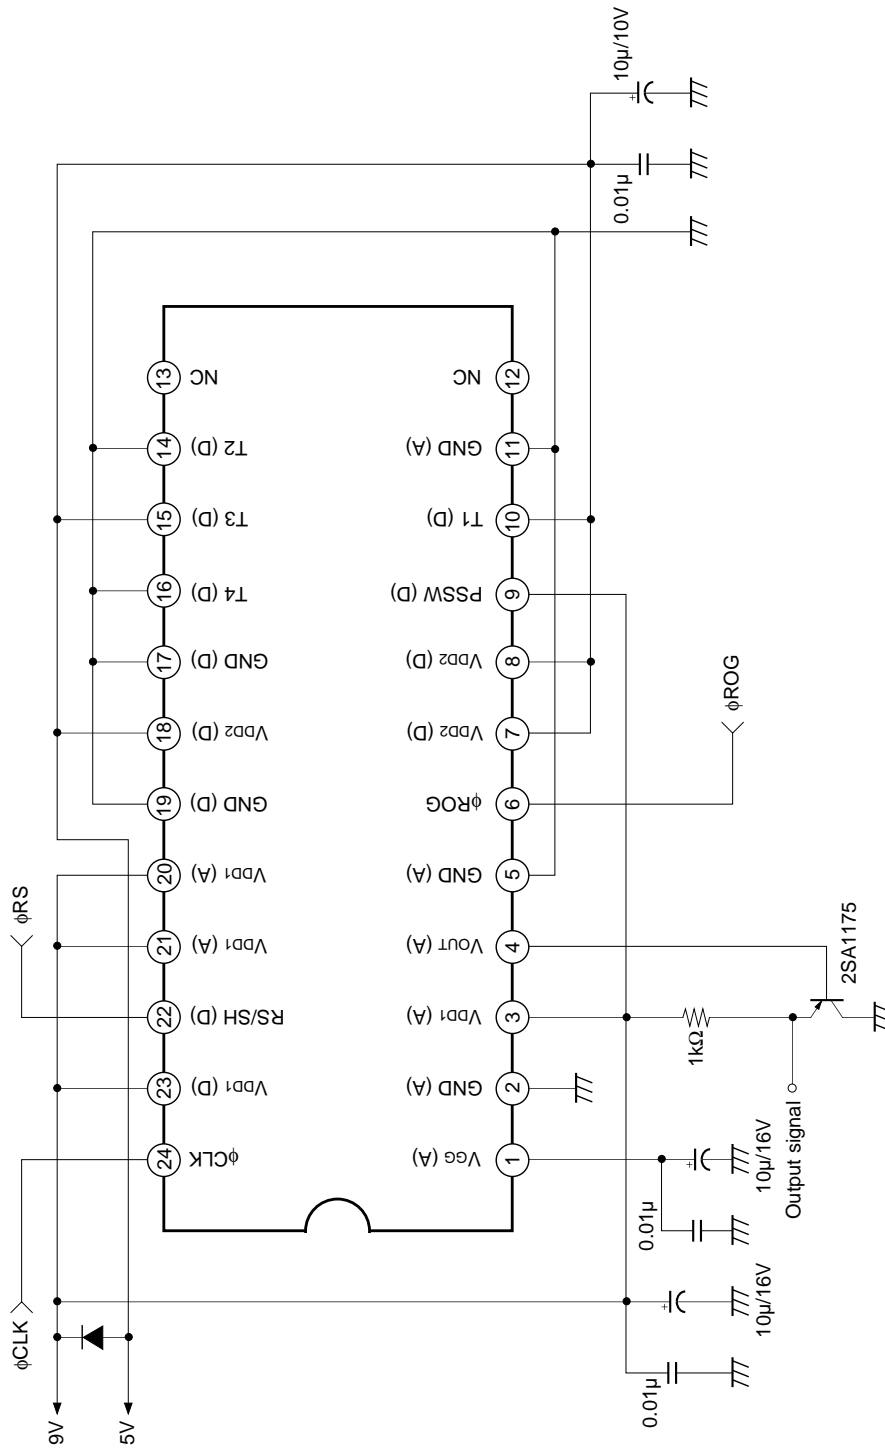 φCLK
9V
5V
φRS
24
φCLK
23
VDD1 (D)
22
RS/SH (D)
21
VDD1 (A)
20
VDD1 (A)
19
GND (D)
18
VDD2 (D)
17
GND (D)
16
T4 (D)
15
T3 (D)
14
T2 (D)
13
NC
1
VGG (A)
2
GND (A)
3
VDD1 (A)
4
VOUT (A)
5
GND (A)
6
φROG
7
VDD2 (D)
8
VDD2 (D)
9
PSSW (D)
10
T1 (D)
11
GND (A)
12
NC
0.01μ
10μ/16V
0.01μ
10μ/16V
Output signal
1kΩ
2SA1175
φROG
0.01μ
10μ/10V
+
+
+